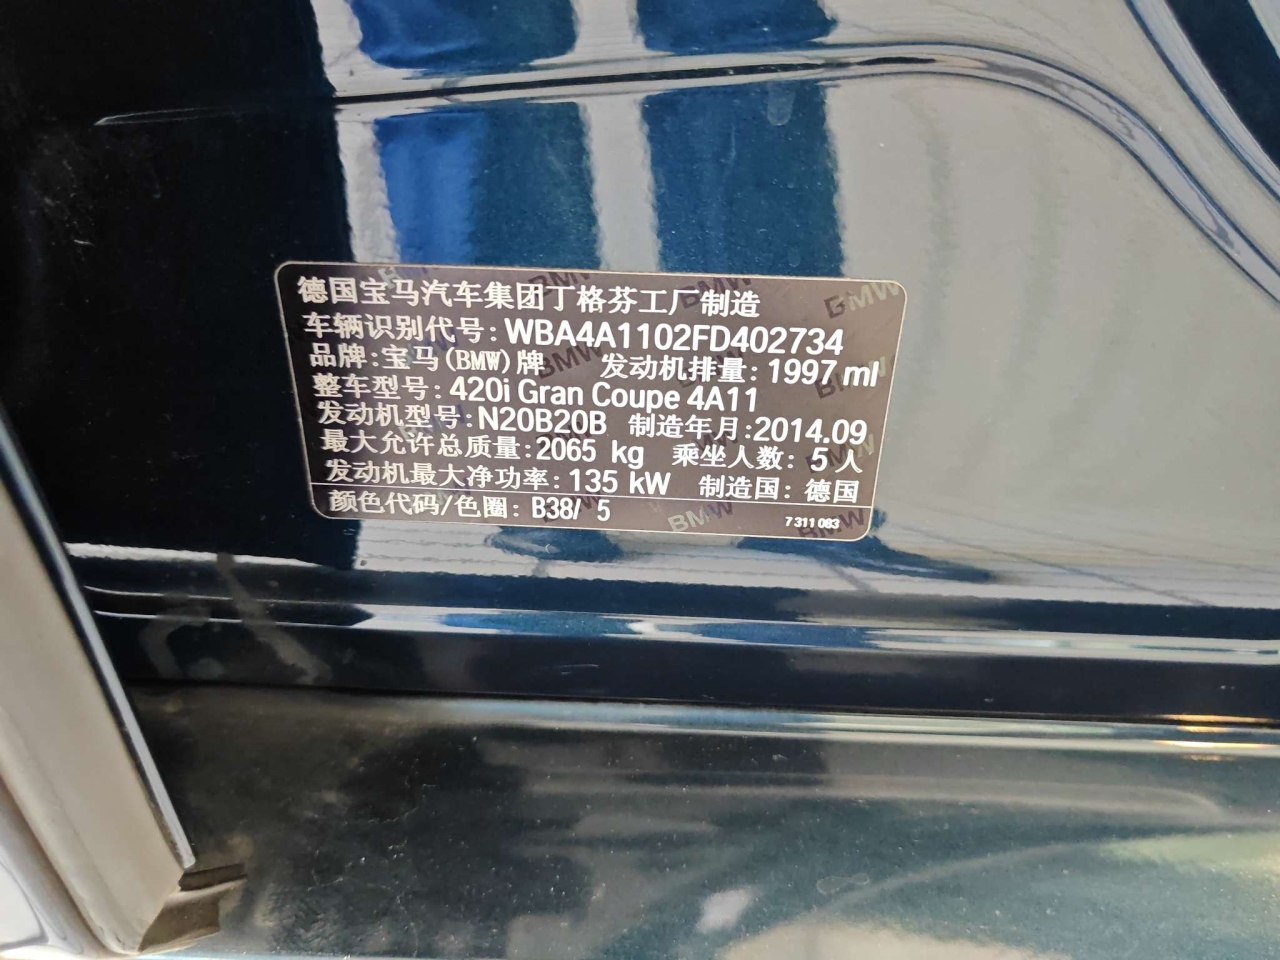 德国宝马汽车集团丁格芬工厂制造
车辆识别代号: WBA4A1102FD402734
品牌: 宝马(BMW)牌 发动机排量: 1997 ml
整车型号: 420i Gran Coupe 4A11
发动机型号: N20B20B 制造年月: 2014.09
最大允许总质量: 2065 kg 乘坐人数: 5人
发动机最大净功率: 135 kW 制造国: 德国
颜色代码/色圈: B38/ 5 7 311 083